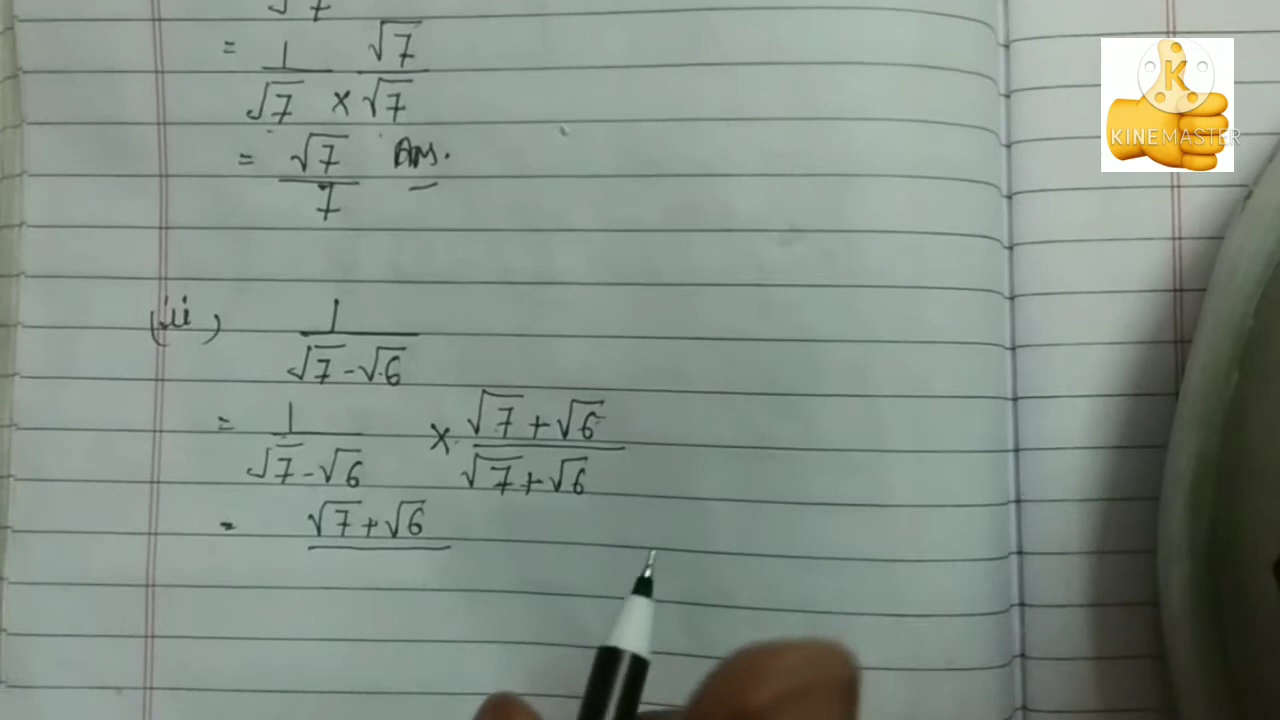 √7
= 1 √7
√7 × √7
= √7 Ans.
7
(ii) 1
√7-√6
= 1 × √7+√6
√7-√6 √7+√6
= √7+√6
K
KINEMASTER